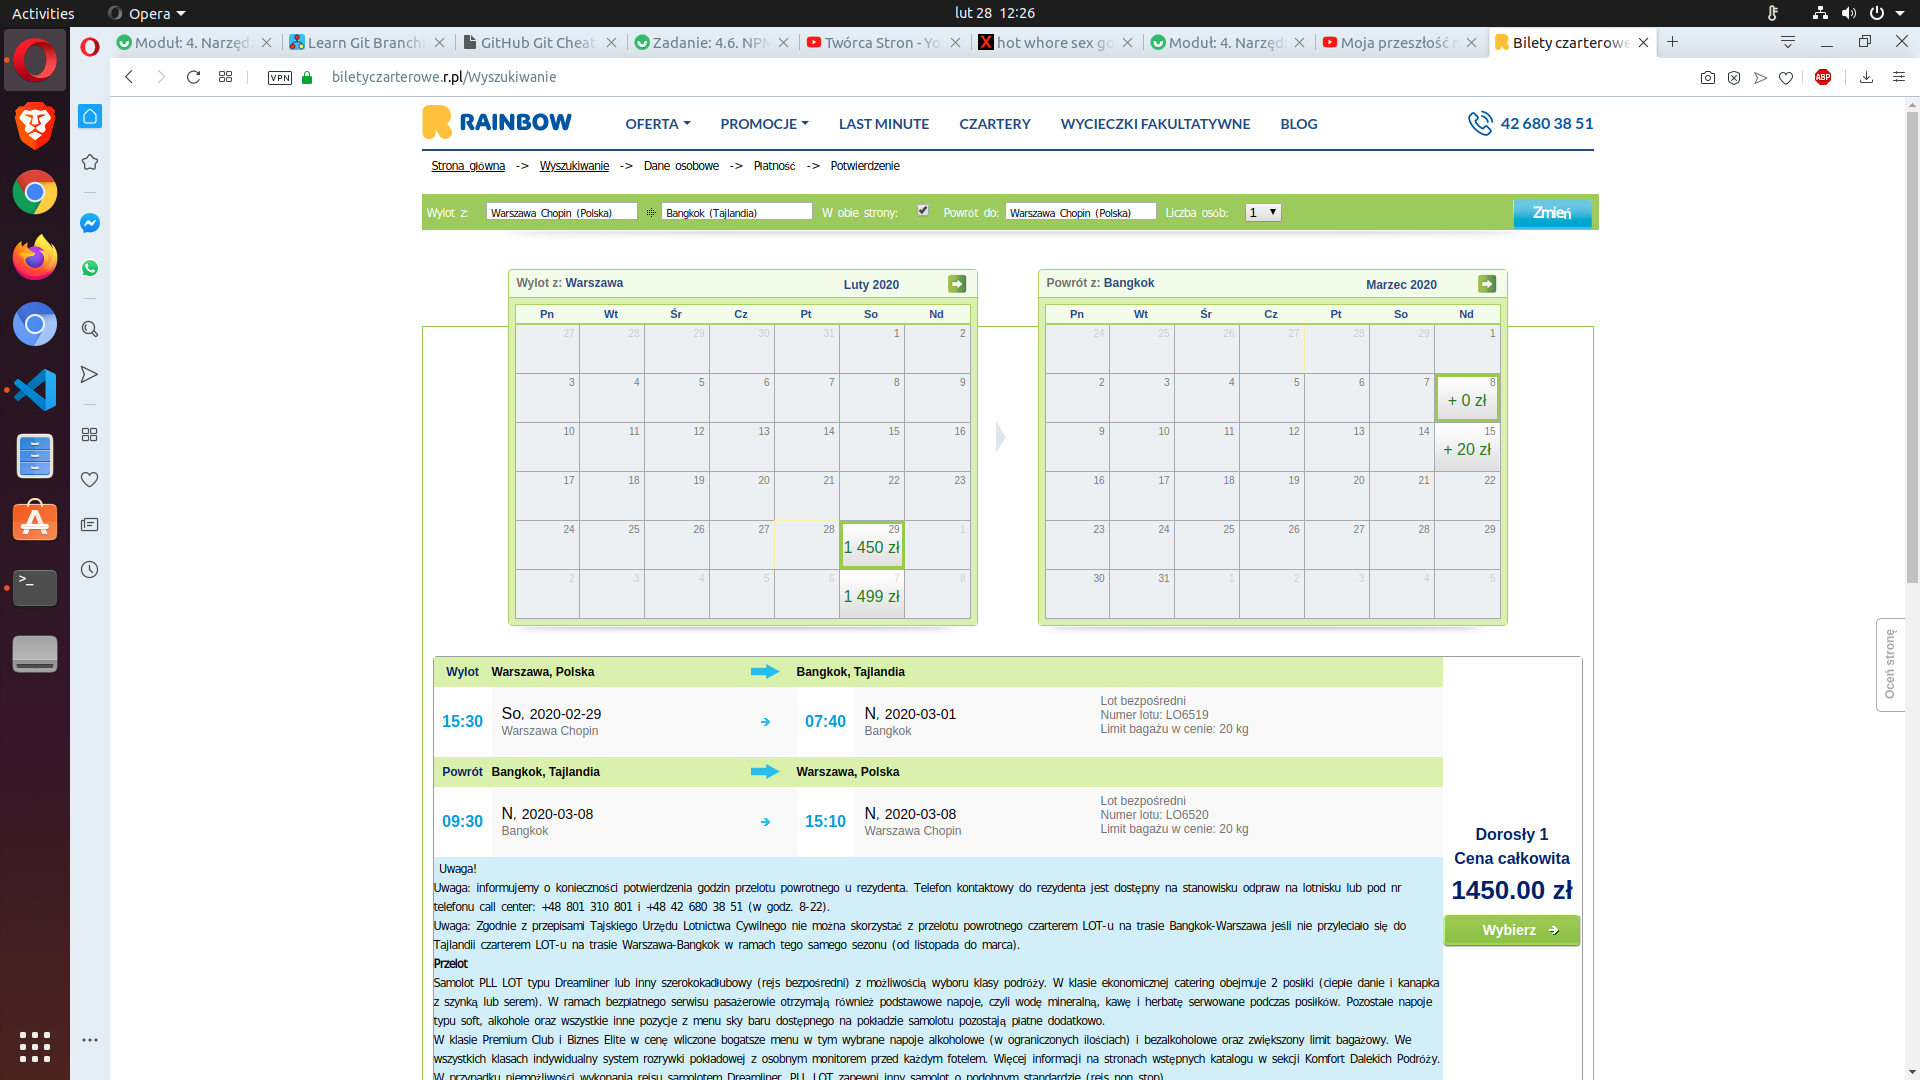 Activities
Opera
lut 28 12:26
Moduł: 4. Narzędz
Learn Git Branchi
GitHub Git Cheat
Zadanie: 4.6. NPM
Twórca Stron - Yo
hot whore sex go
Moduł: 4. Narzędz
Moja przeszłość n
Bilety czarterowe
VPN
biletyczarterowe.r.pl/Wyszukiwanie
ABP
RAINBOW
OFERTA
PROMOCJE
LAST MINUTE
CZARTERY
WYCIECZKI FAKULTATYWNE
BLOG
42 680 38 51
Strona główna -> Wyszukiwanie -> Dane osobowe -> Płatność -> Potwierdzenie
Wylot z: Warszawa Chopin (Polska) Bangkok (Tajlandia) W obie strony: Powrót do: Warszawa Chopin (Polska) Liczba osób: 1 Zmień
Wylot z: Warszawa Luty 2020
Pn Wt Śr Cz Pt So Nd
27 28 29 30 31 1 2
3 4 5 6 7 8 9
10 11 12 13 14 15 16
17 18 19 20 21 22 23
24 25 26 27 28 29 1
1 450 zł
2 3 4 5 6 7 8
1 499 zł
Powrót z: Bangkok Marzec 2020
Pn Wt Śr Cz Pt So Nd
24 25 26 27 28 29 1
2 3 4 5 6 7 8
+ 0 zł
9 10 11 12 13 14 15
+ 20 zł
16 17 18 19 20 21 22
23 24 25 26 27 28 29
30 31 1 2 3 4 5
Oceń stronę
Wylot Warszawa, Polska Bangkok, Tajlandia
15:30 So, 2020-02-29 07:40 N, 2020-03-01
Warszawa Chopin Bangkok
Lot bezpośredni
Numer lotu: LO6519
Limit bagażu w cenie: 20 kg
Powrót Bangkok, Tajlandia Warszawa, Polska
09:30 N, 2020-03-08 15:10 N, 2020-03-08
Bangkok Warszawa Chopin
Lot bezpośredni
Numer lotu: LO6520
Limit bagażu w cenie: 20 kg
Dorosły 1
Cena całkowita
1450.00 zł
Wybierz
Uwaga!
Uwaga: informujemy o konieczności potwierdzenia godzin przelotu powrotnego u rezydenta. Telefon kontaktowy do rezydenta jest dostępny na stanowisku odpraw na lotnisku lub pod nr
telefonu call center: +48 801 310 801 i +48 42 680 38 51 (w godz. 8-22).
Uwaga: Zgodnie z przepisami Tajskiego Urzędu Lotnictwa Cywilnego nie można skorzystać z przelotu powrotnego czarterem LOT-u na trasie Bangkok-Warszawa jeśli nie przyleciało się do
Tajlandii czarterem LOT-u na trasie Warszawa-Bangkok w ramach tego samego sezonu (od listopada do marca).
Przelot
Samolot PLL LOT typu Dreamliner lub inny szerokokadłubowy (rejs bezpośredni) z możliwością wyboru klasy podróży. W klasie ekonomicznej catering obejmuje 2 posiłki (ciepłe danie i kanapka
z szynką lub serem). W ramach bezpłatnego serwisu pasażerowie otrzymają również podstawowe napoje, czyli wodę mineralną, kawę i herbatę serwowane podczas posiłków. Pozostałe napoje
typu soft, alkohole oraz wszystkie inne pozycje z menu sky baru dostępnego na pokładzie samolotu pozostają płatne dodatkowo.
W klasie Premium Club i Biznes Elite w cenę wliczone bogatsze menu w tym wybrane napoje alkoholowe (w ograniczonych ilościach) i bezalkoholowe oraz zwiększony limit bagażowy. We
wszystkich klasach indywidualny system rozrywki pokładowej z osobnym monitorem przed każdym fotelem. Więcej informacji na stronach wstępnych katalogu w sekcji Komfort Dalekich Podróży.
W przypadku niemożliwości wykonania rejsu samolotem Dreamliner, PLL LOT zapewni inny samolot o podobnym standardzie (rejs non stop)